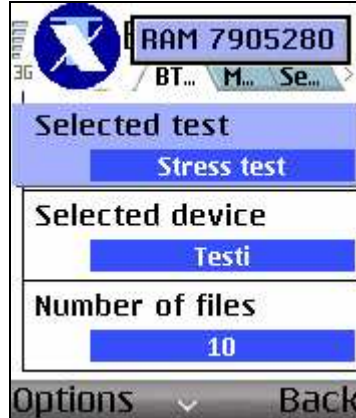 RAM 7905280
3G
BT... M... Se...
Selected test
Stress test
Selected device
Testi
Number of files
10
Options Back